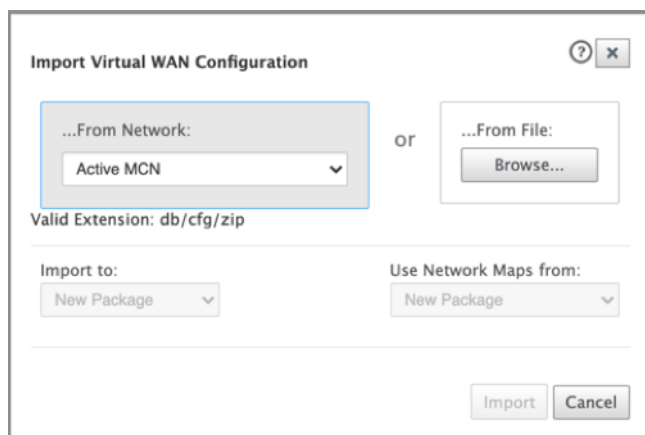 Import Virtual WAN Configuration
? ×
...From Network:
Active MCN
or
...From File:
Browse...
Valid Extension: db/cfg/zip
Import to:
New Package
Use Network Maps from:
New Package
Import
Cancel